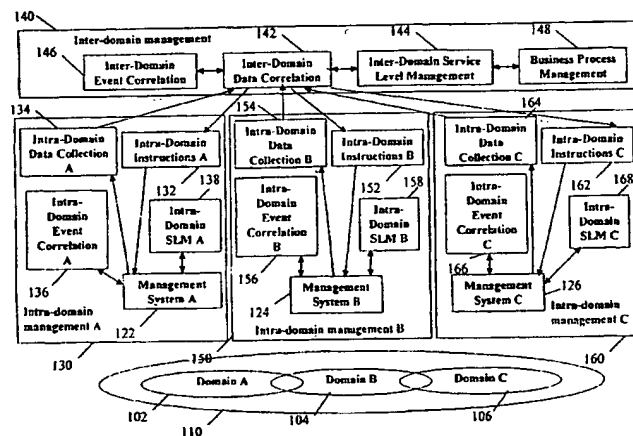 140
Inter-domain management
142
144
148
146
Inter-Domain
Event Correlation
Inter-Domain
Data Correlation
Inter-Domain Service
Level Management
Business Process
Management
134
Intra-Domain
Data Collection
A
Intra-Domain
Instructions A
132
138
Intra-
Domain
Event
Correlation
A
Intra-
Domain
SLM A
136
Management
System A
Intra-domain
management A
122
130
154
Intra-Domain
Data
Collection B
Intra-Domain
Instructions B
152
158
Intra-
Domain
Event
Correlation
B
Intra-
Domain
SLM B
156
124
Management
System B
Intra-domain management B
150
164
Intra-Domain
Data
Collection C
Intra-Domain
Instructions C
162
168
Intra-
Domain
Event
Correlation
C
Intra-
Domain
SLM C
166
126
Management
System C
Intra-domain
management C
160
Domain A
Domain B
Domain C
102
110
104
106